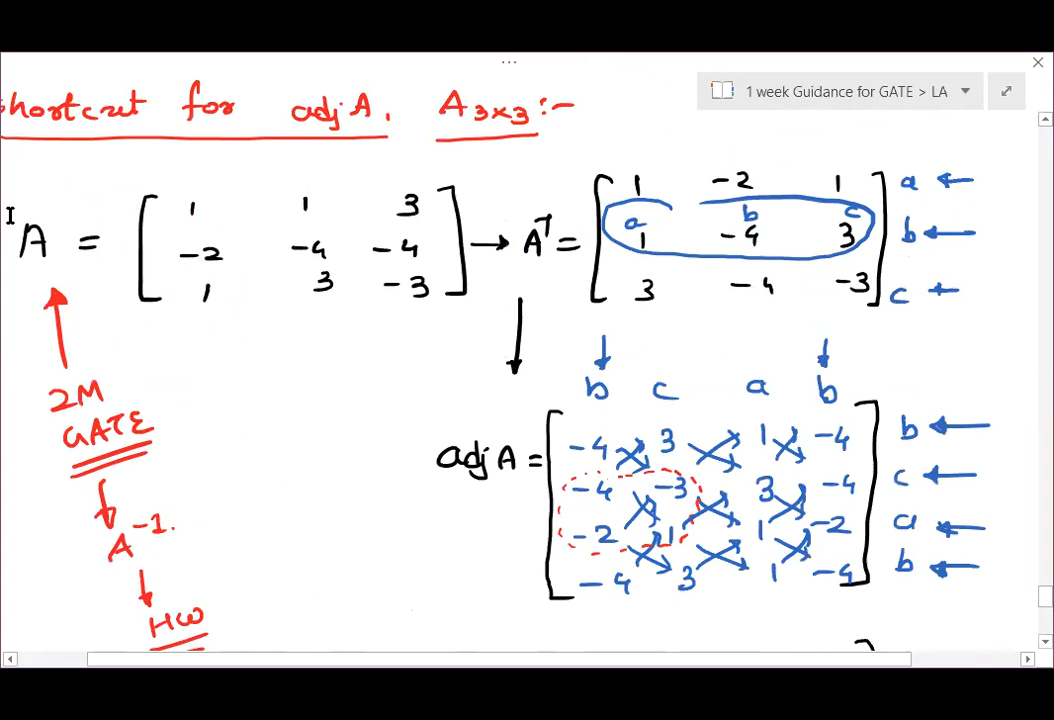 shortcut for adj A. A3x3:-
1 week Guidance for GATE > LA
A = [ 1 1 3
-2 -4 -4
1 3 -3 ] → A^T = [ 1 -2 1 ] a ←
a b c
1 -4 3 b ←
3 -4 -3 c ←
b c a b
adj A = [ -4 3 1 -4 b ←
-4 -3 3 -4 c ←
-2 1 1 -2 a ←
-4 3 1 -4 ] b ←
2M
GATE
A^-1.
HW